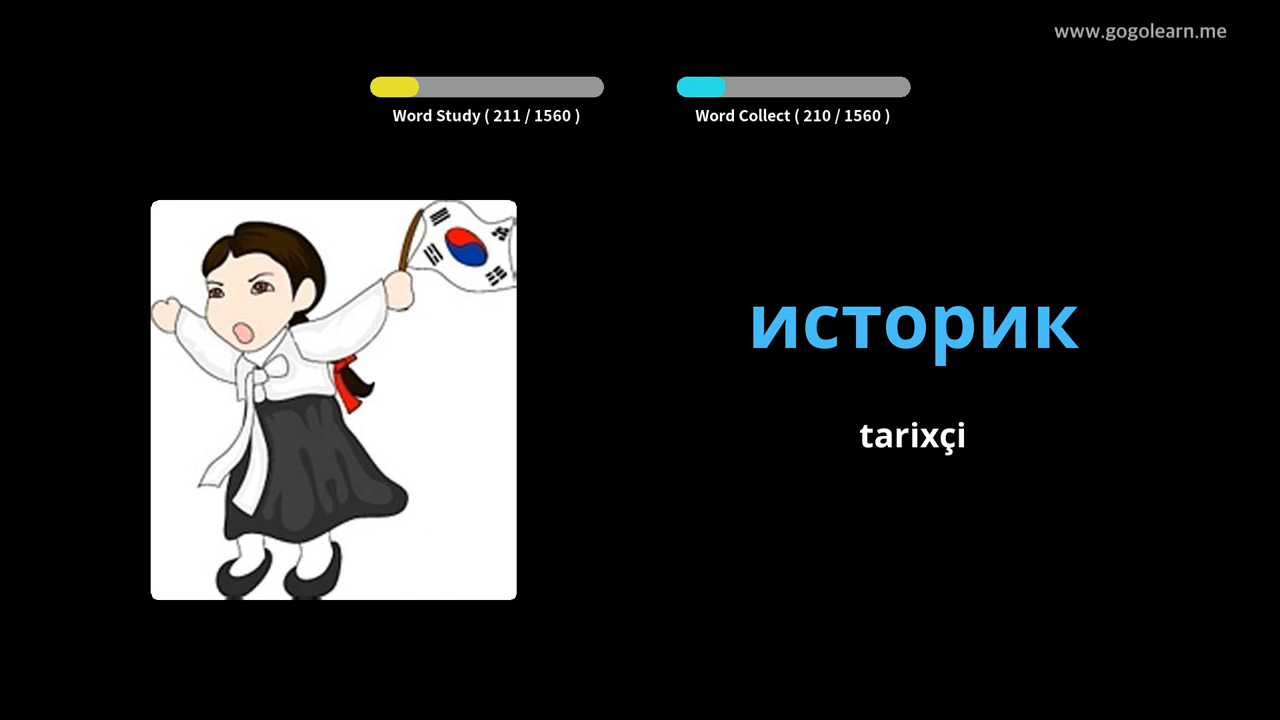 www.gogolearn.me
Word Study ( 211 / 1560 )
Word Collect ( 210 / 1560 )
историк
tarixçi